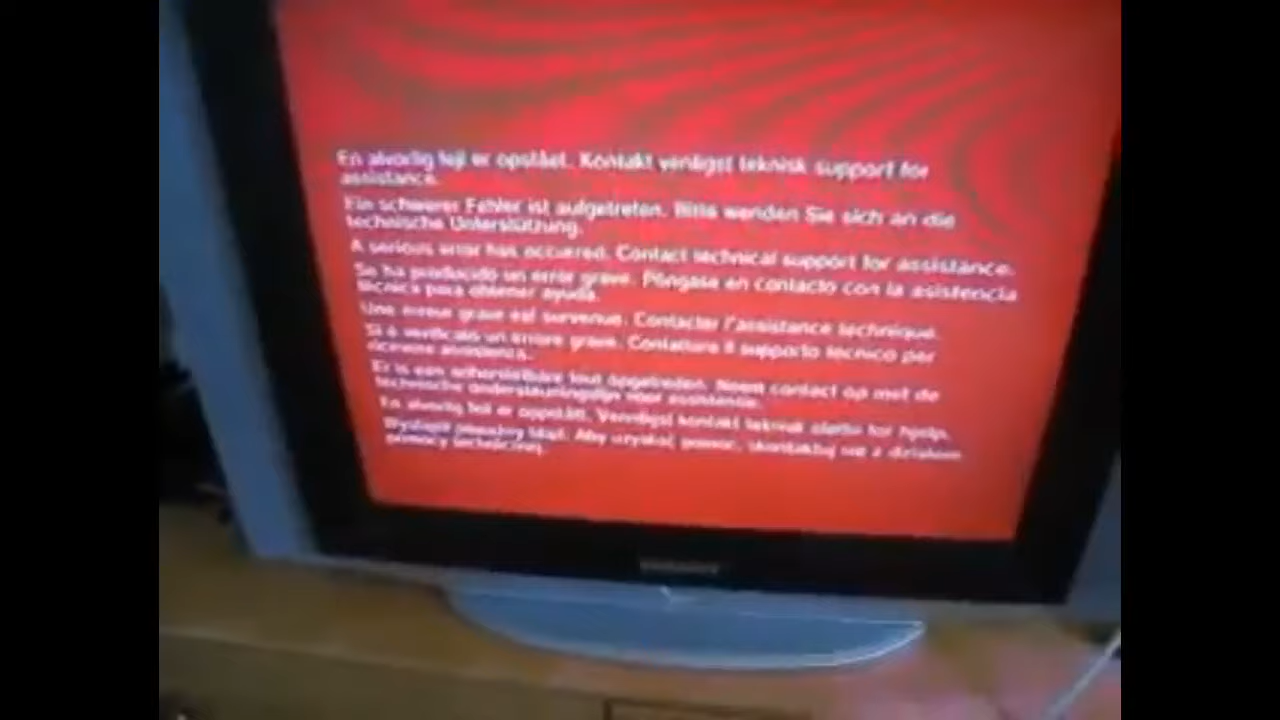 En alvorlig fejl er opstået. Kontakt venligst teknisk support for
assistance.
Ein schwerer Fehler ist aufgetreten. Bitte wenden Sie sich an die
technische Unterstützung.
A serious error has occurred. Contact technical support for assistance.
Se ha producido un error grave. Póngase en contacto con la asistencia
técnica para obtener ayuda.
Une erreur grave est survenue. Contacter l'assistance technique.
Si è verificato un errore grave. Contattare il supporto tecnico per
ricevere assistenza.
Er is een onherstelbare fout opgetreden. Neem contact op met de
technische ondersteuningslijn voor assistentie.
En alvorlig feil er oppstått. Vennligst kontakt teknisk støtte for hjelp.
Wystąpił poważny błąd. Aby uzyskać pomoc, skontaktuj się z działem
pomocy technicznej.